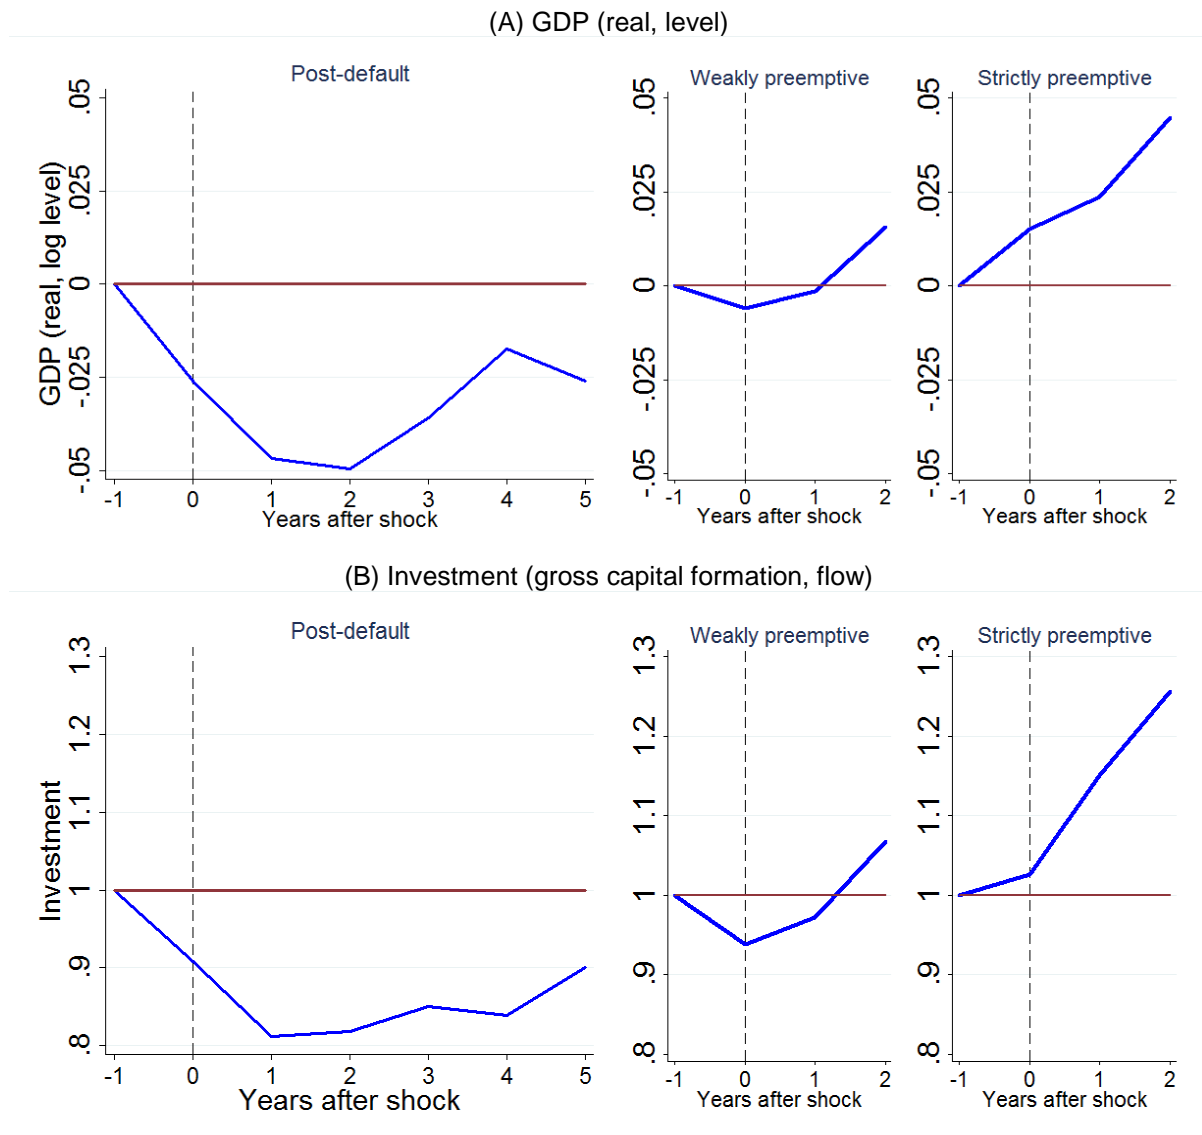 (A) GDP (real, level)
Post-default
Weakly preemptive
Strictly preemptive
GDP (real, log level)
.05
.025
0
-.025
-.05
-1 0 1 2 3 4 5
Years after shock
.05
.025
0
-.025
-.05
-1 0 1 2
Years after shock
.05
.025
0
-.025
-.05
-1 0 1 2
Years after shock
(B) Investment (gross capital formation, flow)
Post-default
Weakly preemptive
Strictly preemptive
Investment
1.3
1.2
1.1
1
.9
.8
-1 0 1 2 3 4 5
Years after shock
1.3
1.2
1.1
1
.9
.8
-1 0 1 2
Years after shock
1.3
1.2
1.1
1
.9
.8
-1 0 1 2
Years after shock